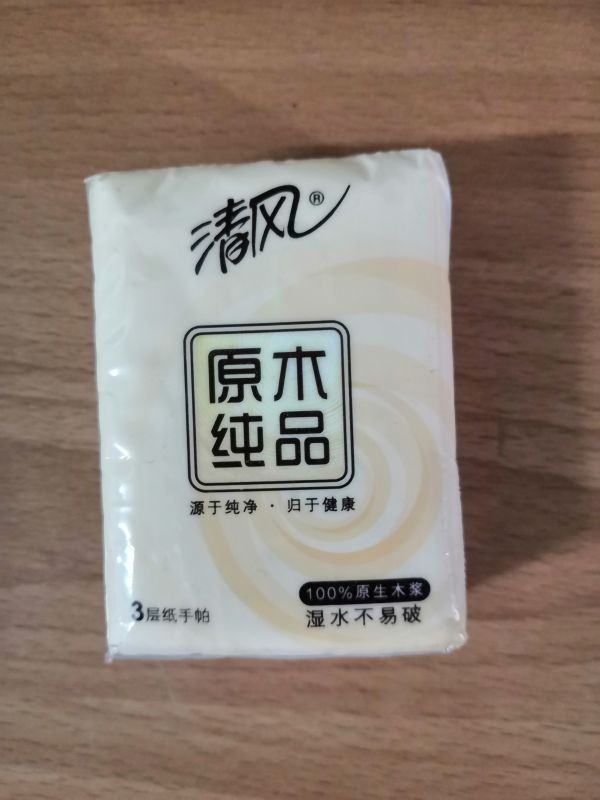 清风®
原木
纯品
源于纯净 · 归于健康
100%原生木浆
3层纸手帕
湿水不易破